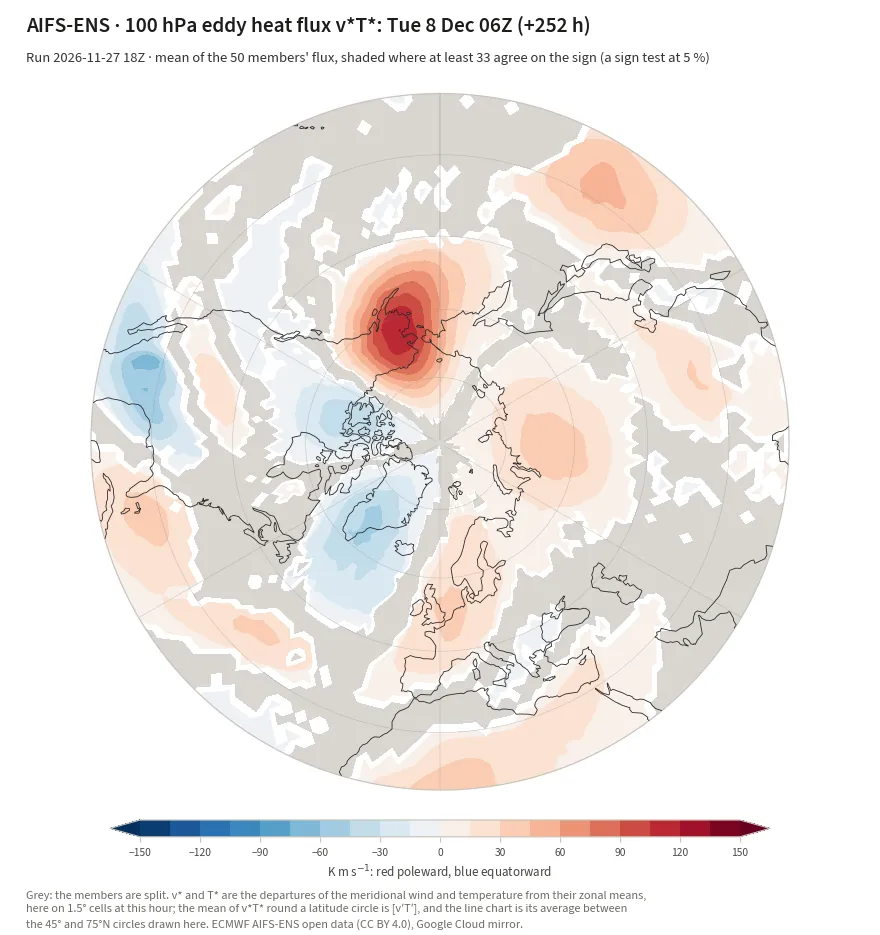 AIFS-ENS · 100 hPa eddy heat flux v*T*: Tue 8 Dec 06Z (+252 h)
Run 2026-11-27 18Z · mean of the 50 members' flux, shaded where at least 33 agree on the sign (a sign test at 5 %)
−150 −120 −90 −60 −30 0 30 60 90 120 150
K m s⁻¹: red poleward, blue equatorward
Grey: the members are split. v* and T* are the departures of the meridional wind and temperature from their zonal means,
here on 1.5° cells at this hour; the mean of v*T* round a latitude circle is [v'T'], and the line chart is its average between
the 45° and 75°N circles drawn here. ECMWF AIFS-ENS open data (CC BY 4.0), Google Cloud mirror.